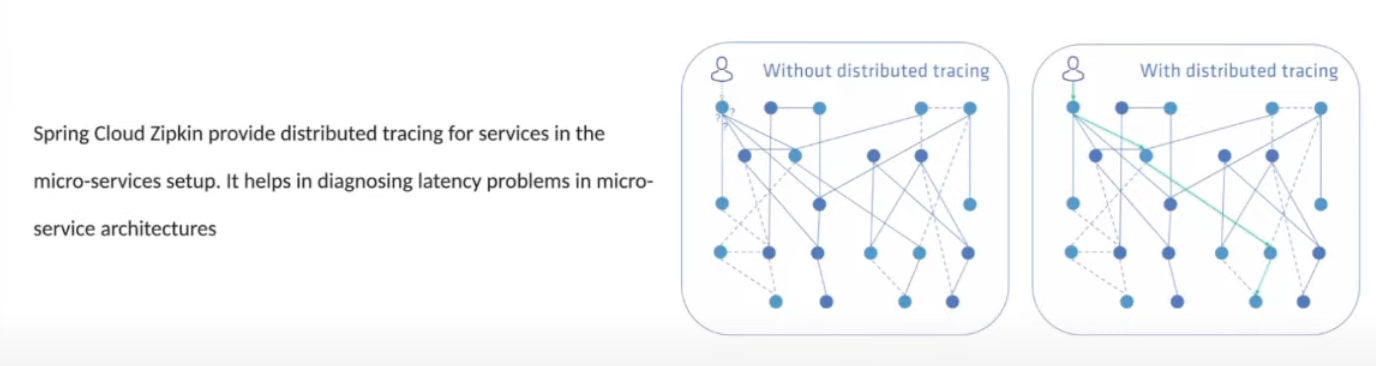 Spring Cloud Zipkin provide distributed tracing for services in the
micro-services setup. It helps in diagnosing latency problems in micro-
service architectures
Without distributed tracing
? ? ?
With distributed tracing